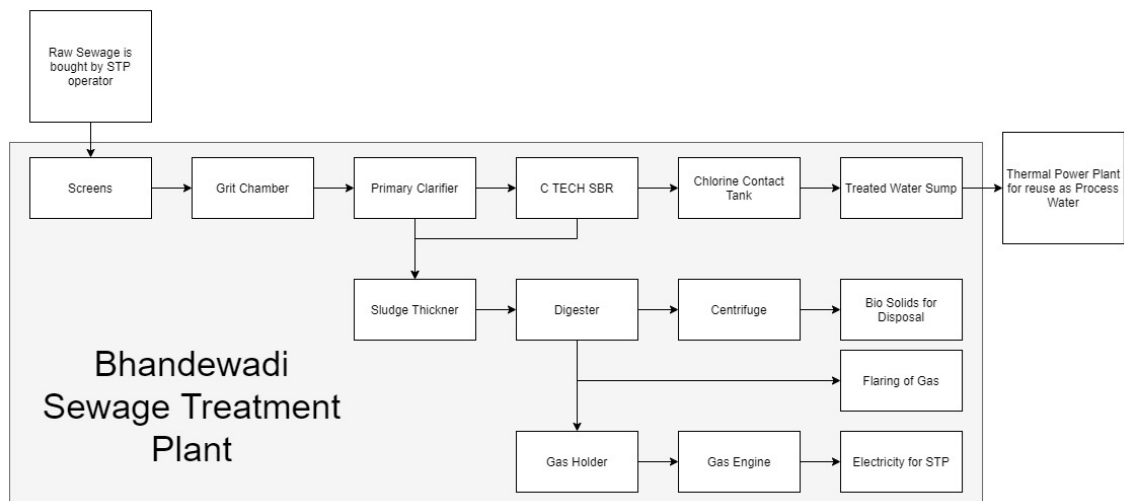 Raw Sewage is
bought by STP
operator
Screens
Grit Chamber
Primary Clarifier
C TECH SBR
Chlorine Contact
Tank
Treated Water Sump
Thermal Power Plant
for reuse as Process
Water
Sludge Thickner
Digester
Centrifuge
Bio Solids for
Disposal
Flaring of Gas
Gas Holder
Gas Engine
Electricity for STP
Bhandewadi
Sewage Treatment
Plant